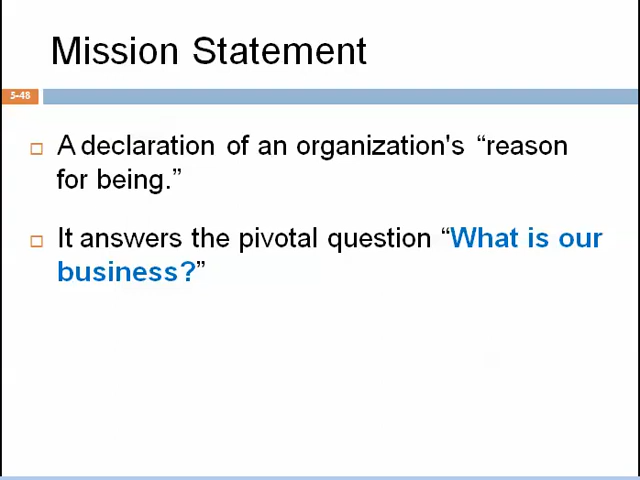 Mission Statement
5-48
A declaration of an organization's “reason
for being.”
It answers the pivotal question “What is our
business?”